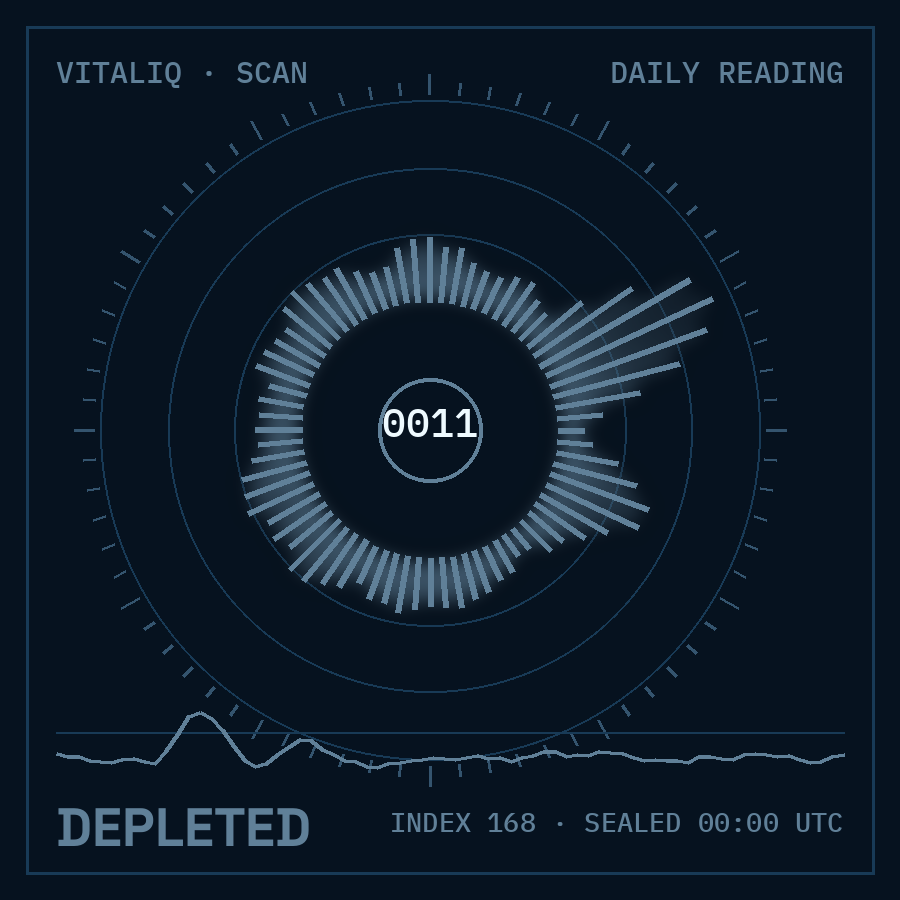 VITALIQ · SCAN
DAILY READING
0011
DEPLETED
INDEX 168 · SEALED 00:00 UTC